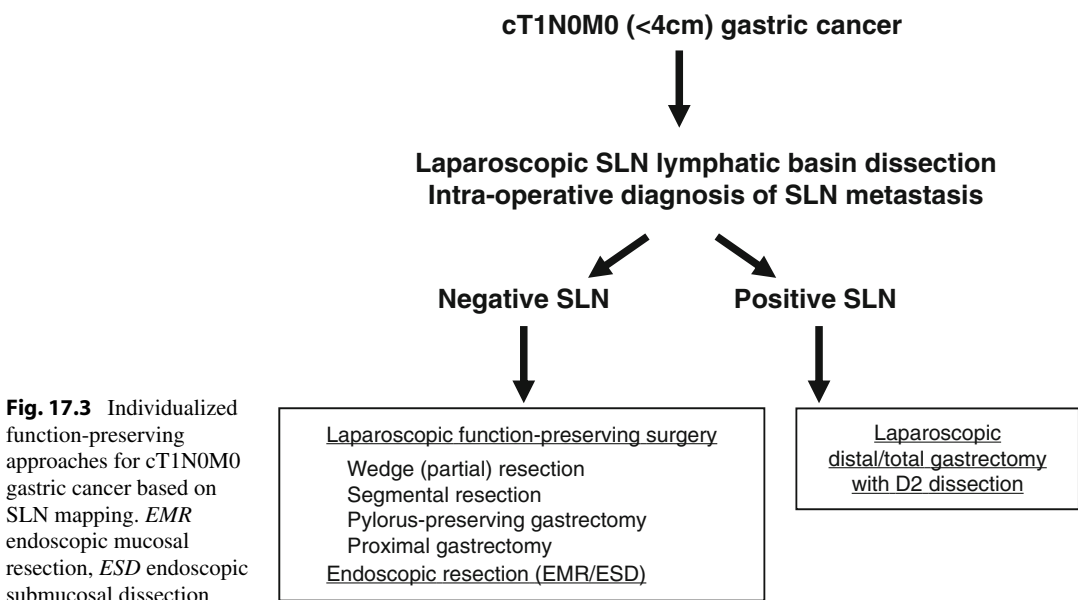 cT1N0M0 (<4cm) gastric cancer
Laparoscopic SLN lymphatic basin dissection
Intra-operative diagnosis of SLN metastasis
Negative SLN
Positive SLN
Laparoscopic function-preserving surgery
Wedge (partial) resection
Segmental resection
Pylorus-preserving gastrectomy
Proximal gastrectomy
Endoscopic resection (EMR/ESD)
Laparoscopic
distal/total gastrectomy
with D2 dissection
Fig. 17.3 Individualized
function-preserving
approaches for cT1N0M0
gastric cancer based on
SLN mapping. EMR
endoscopic mucosal
resection, ESD endoscopic
submucosal dissection